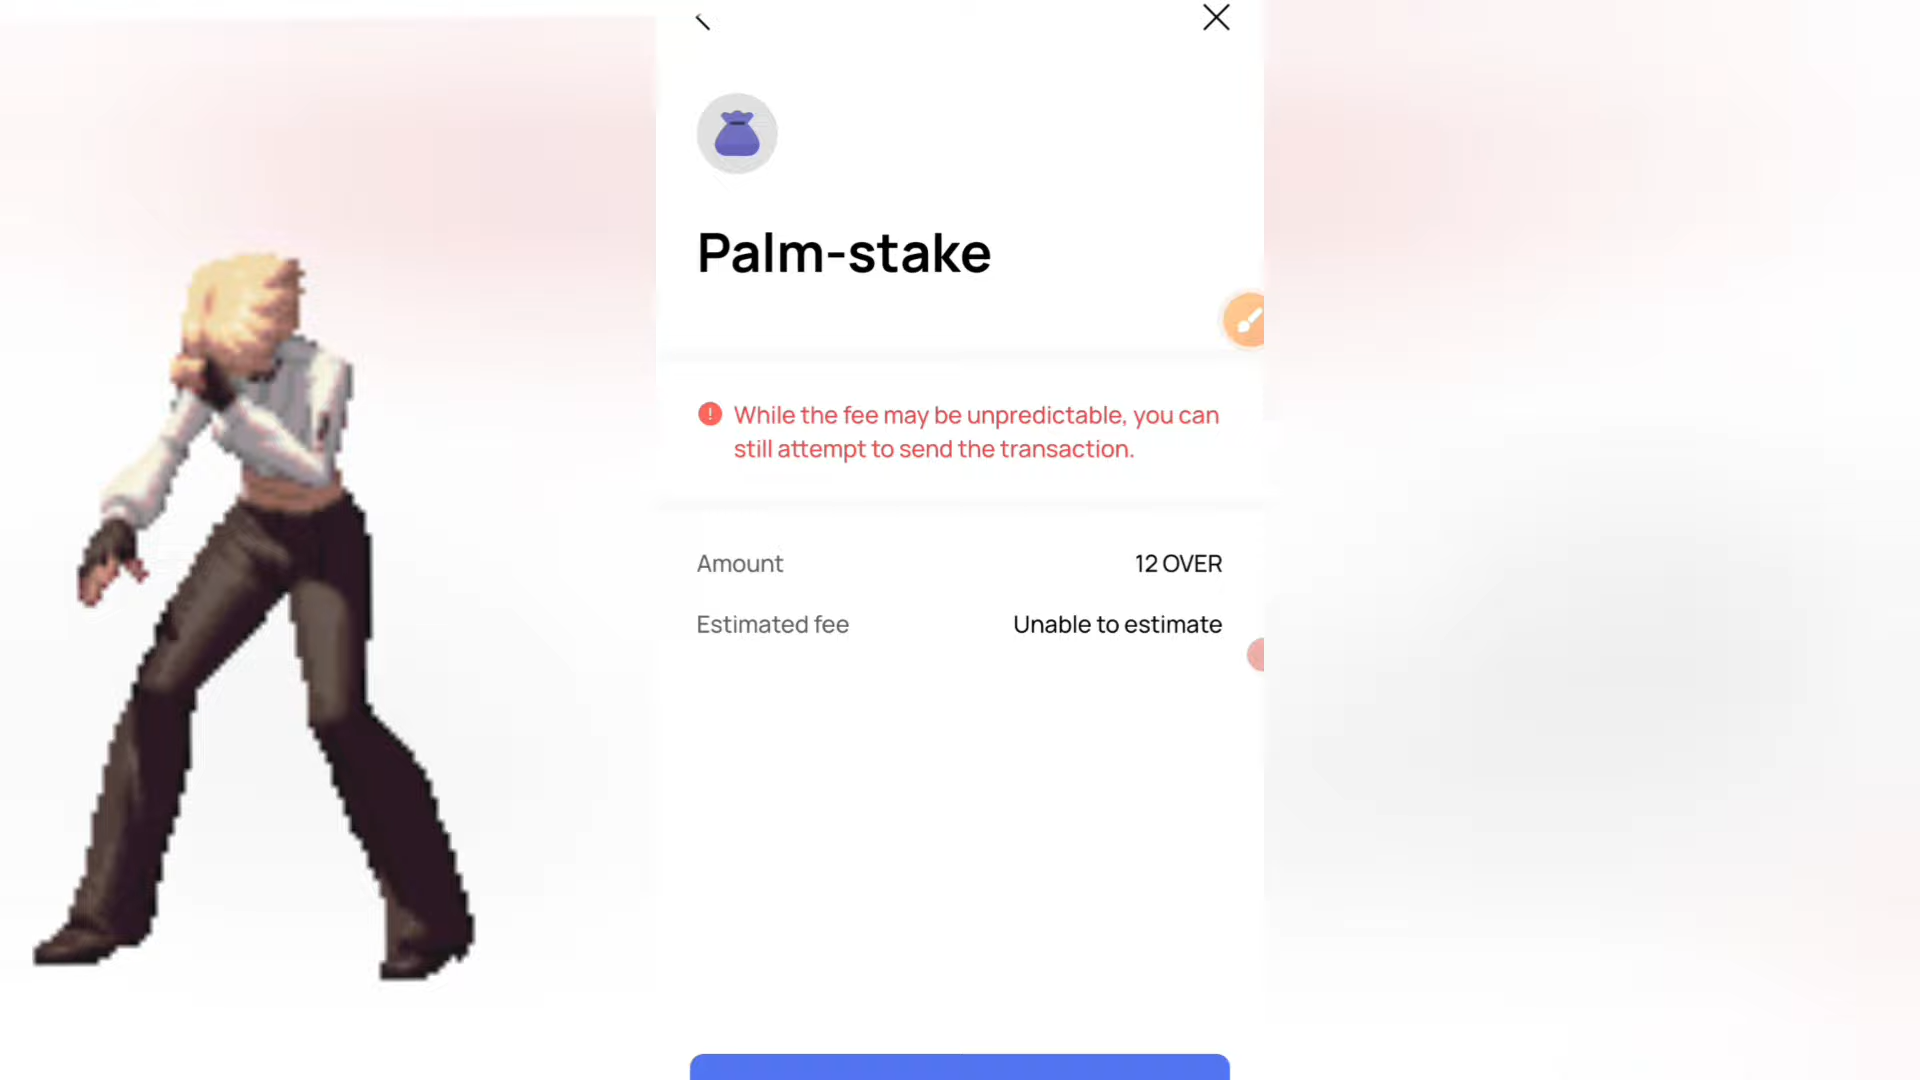 Palm-stake
While the fee may be unpredictable, you can
still attempt to send the transaction.
Amount 12 OVER
Estimated fee Unable to estimate